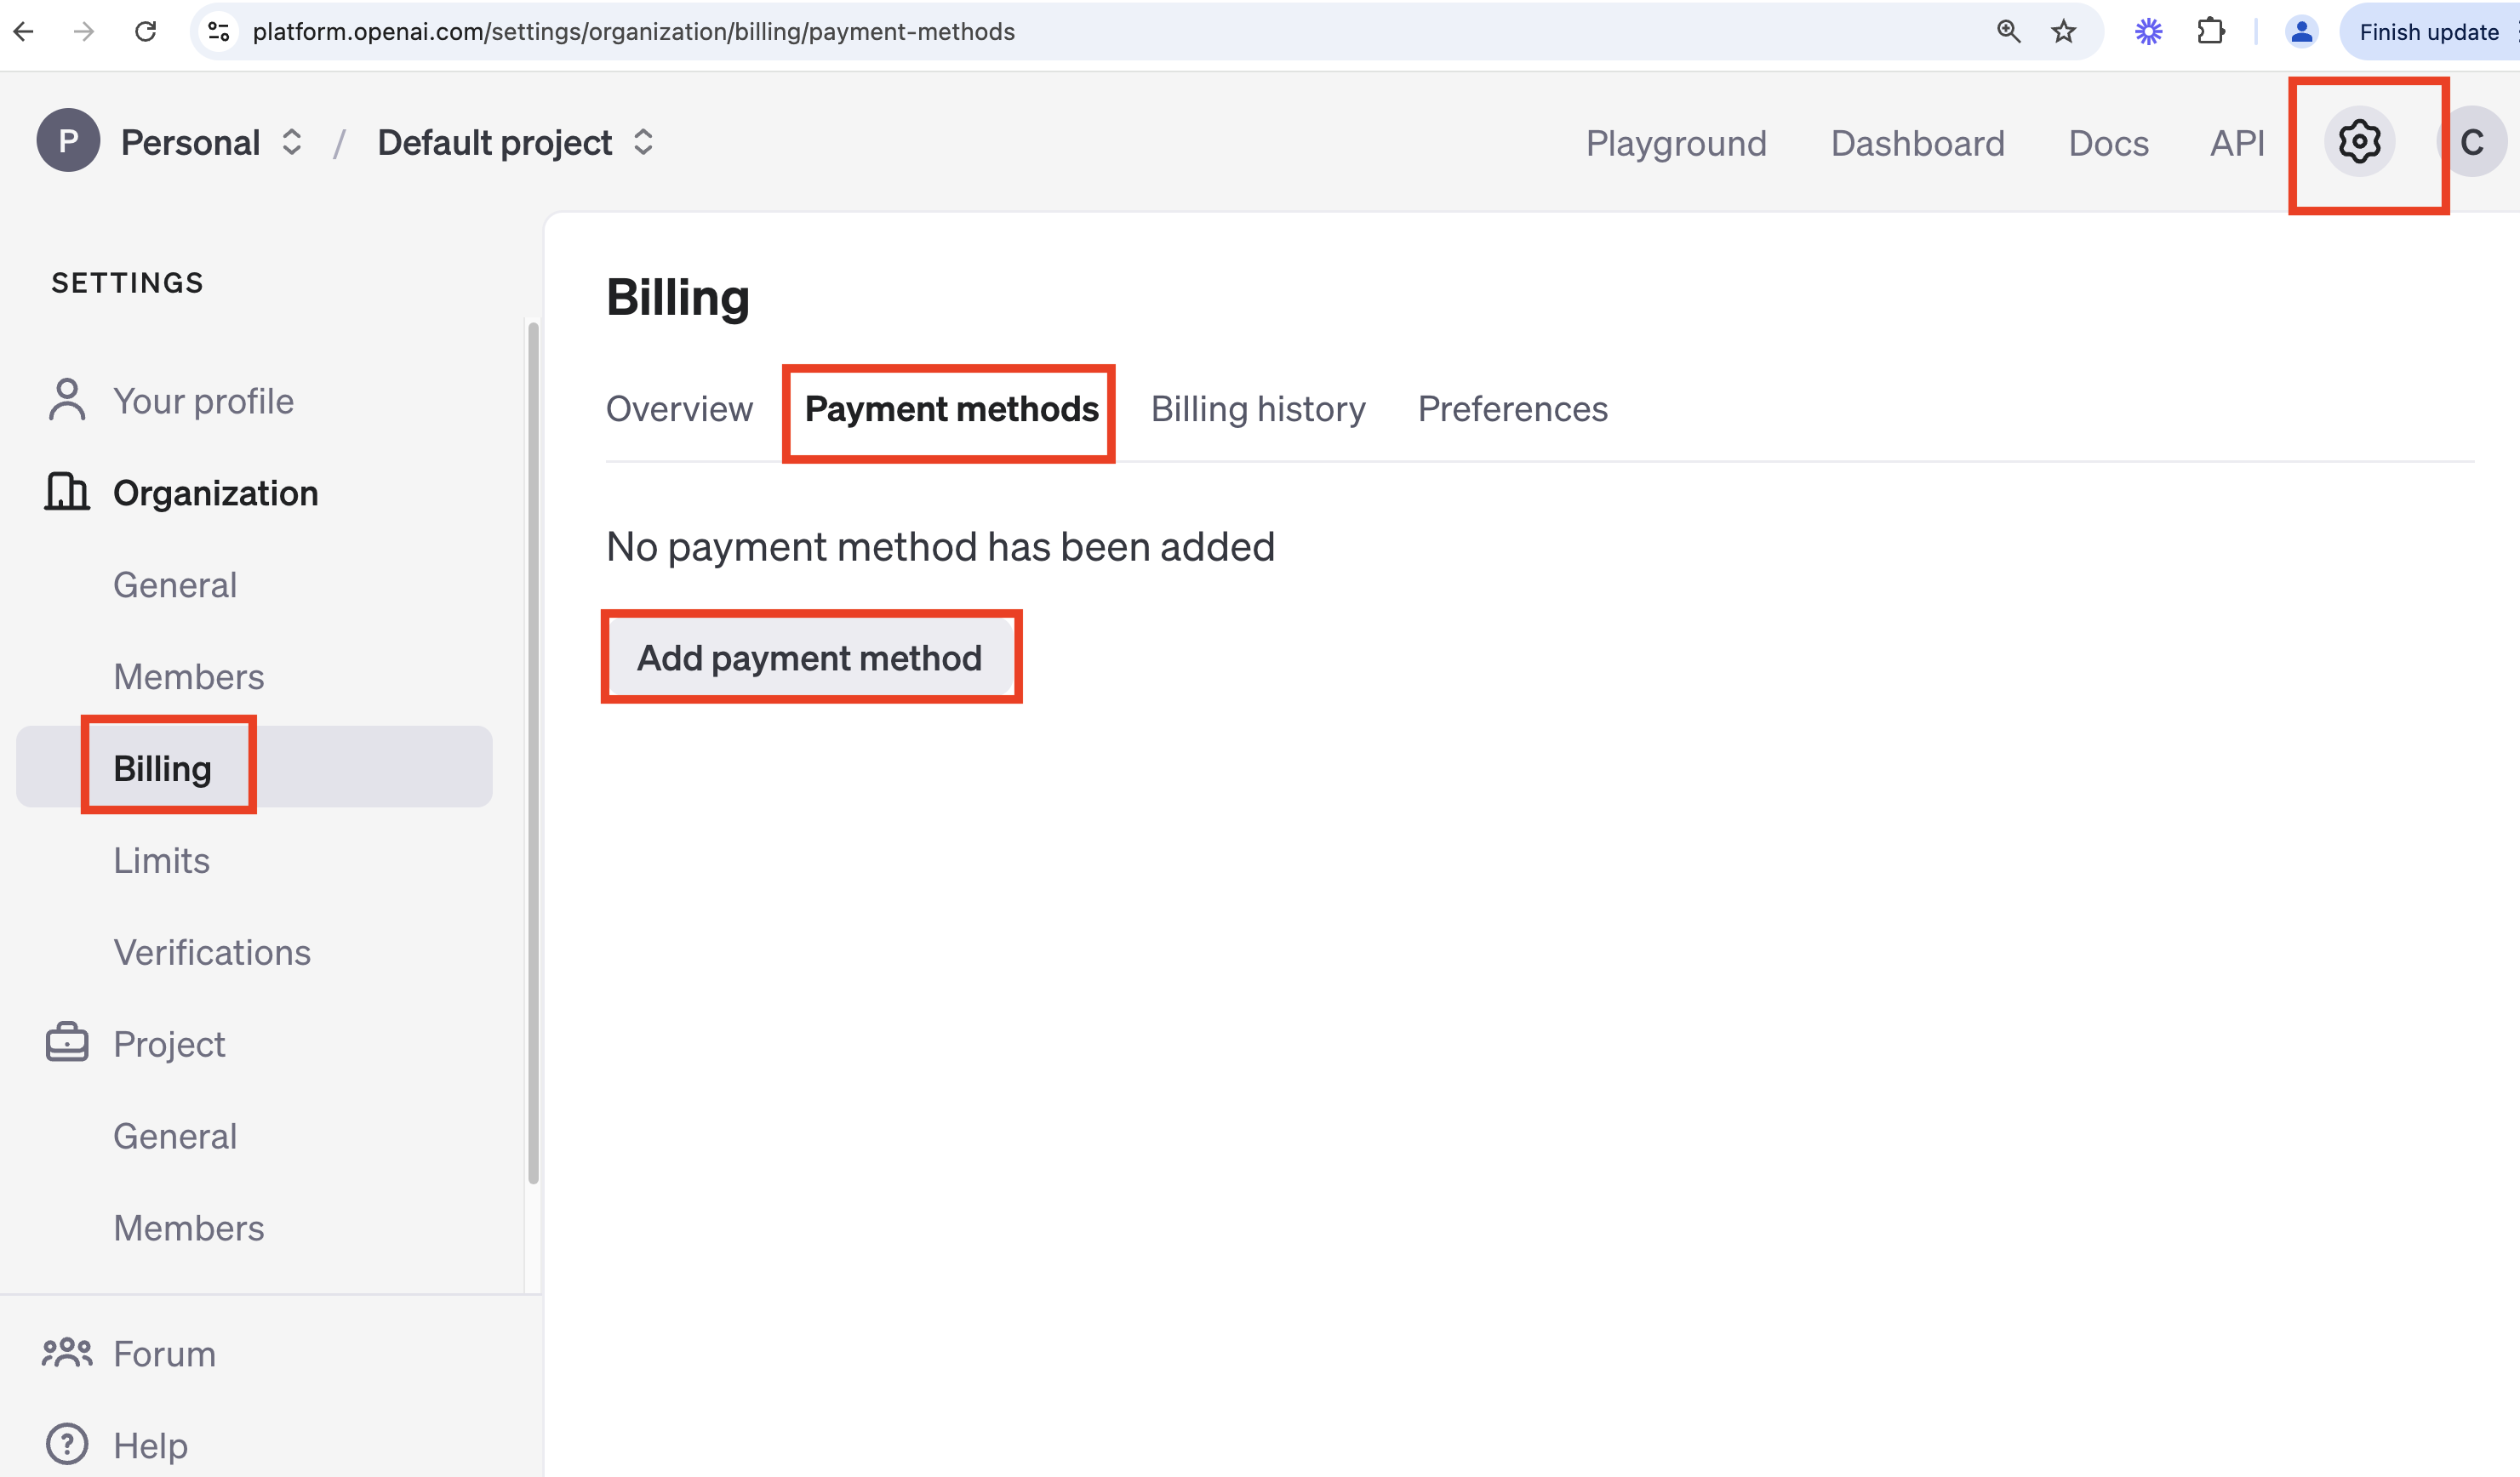 platform.openai.com/settings/organization/billing/payment-methods
Finish update
P Personal / Default project
Playground Dashboard Docs API C
SETTINGS
Your profile
Organization
General
Members
Billing
Limits
Verifications
Project
General
Members
Forum
Help
Billing
Overview Payment methods Billing history Preferences
No payment method has been added
Add payment method